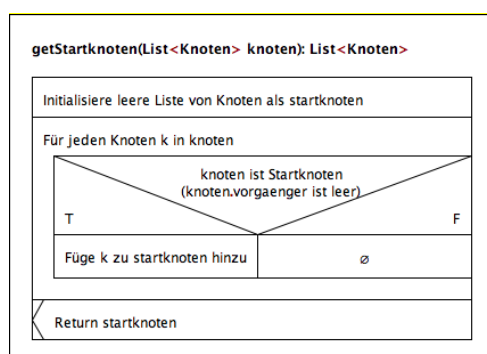 getStartknoten(List<Knoten> knoten): List<Knoten>
Initialisiere leere Liste von Knoten als startknoten
Für jeden Knoten k in knoten
knoten ist Startknoten
(knoten.vorgaenger ist leer)
T
F
Füge k zu startknoten hinzu
∅
Return startknoten